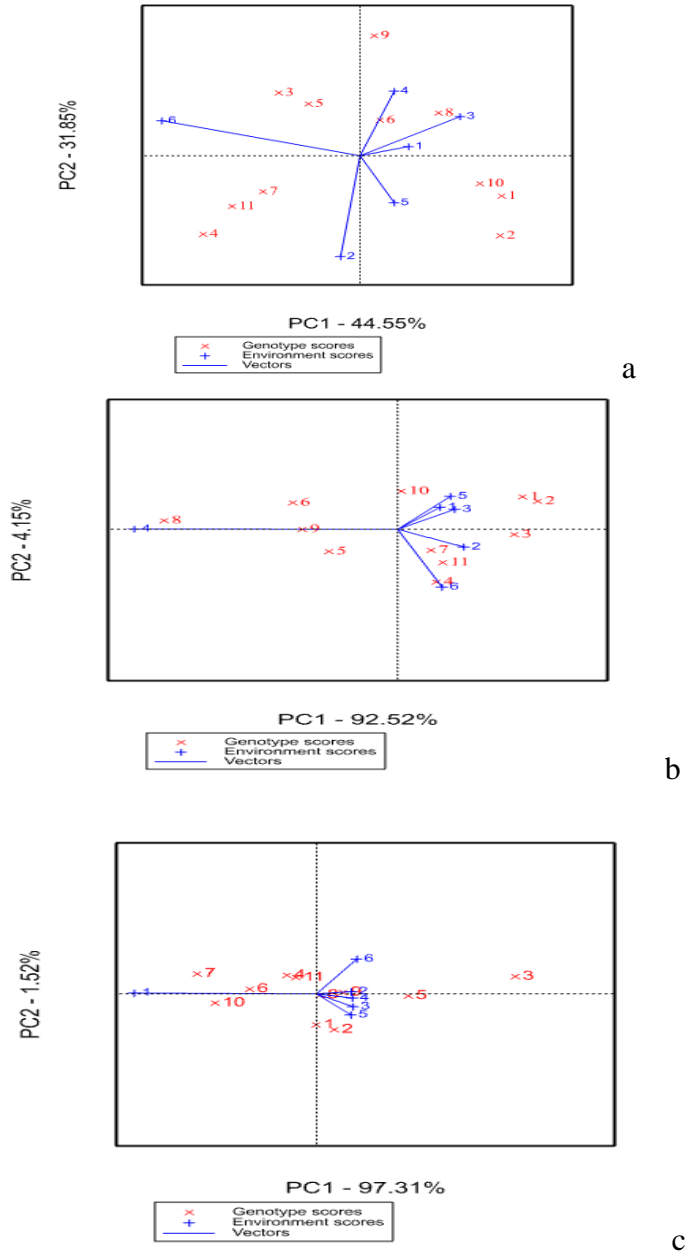 9
4
3
5
8
3
6
6
1
10
7
1
11
5
4
2
2
PC2 - 31.85%
PC1 - 44.55%
Genotype scores
Environment scores
Vectors
a
10
5
1
6
2
1
3
8
4
9
3
2
5
7
11
4
6
PC2 - 4.15%
PC1 - 92.52%
Genotype scores
Environment scores
Vectors
b
6
7
4
11
3
6
1
2
4
5
10
3
5
1
2
PC2 - 1.52%
PC1 - 97.31%
Genotype scores
Environment scores
Vectors
c